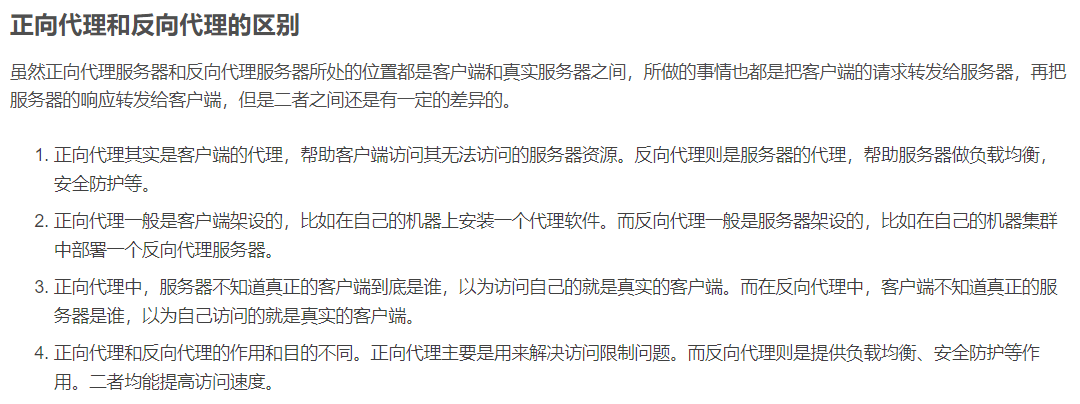 正向代理和反向代理的区别
虽然正向代理服务器和反向代理服务器所处的位置都是客户端和真实服务器之间，所做的事情也都是把客户端的请求转发给服务器，再把
服务器的响应转发给客户端，但是二者之间还是有一定的差异的。
1. 正向代理其实是客户端的代理，帮助客户端访问其无法访问的服务器资源。反向代理则是服务器的代理，帮助服务器做负载均衡，
安全防护等。
2. 正向代理一般是客户端架设的，比如在自己的机器上安装一个代理软件。而反向代理一般是服务器架设的，比如在自己的机器集群
中部署一个反向代理服务器。
3. 正向代理中，服务器不知道真正的客户端到底是谁，以为访问自己的就是真实的客户端。而在反向代理中，客户端不知道真正的服
务器是谁，以为自己访问的就是真实的客户端。
4. 正向代理和反向代理的作用和目的不同。正向代理主要是用来解决访问限制问题。而反向代理则是提供负载均衡、安全防护等作
用。二者均能提高访问速度。